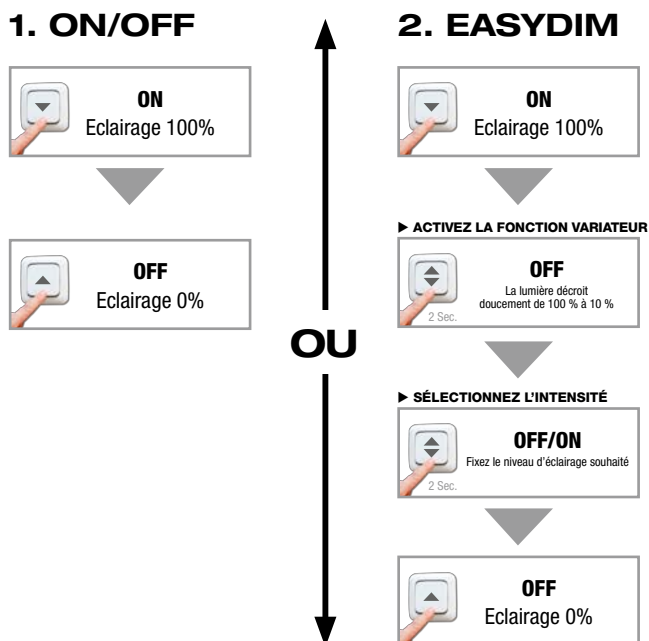 1. ON/OFF
ON
Eclairage 100%
OFF
Eclairage 0%
OU
2. EASYDIM
ON
Eclairage 100%
▶ ACTIVEZ LA FONCTION VARIATEUR
OFF
La lumière décroit
doucement de 100 % à 10 %
2 Sec.
▶ SÉLECTIONNEZ L'INTENSITÉ
OFF/ON
Fixez le niveau d'éclairage souhaité
2 Sec.
OFF
Eclairage 0%